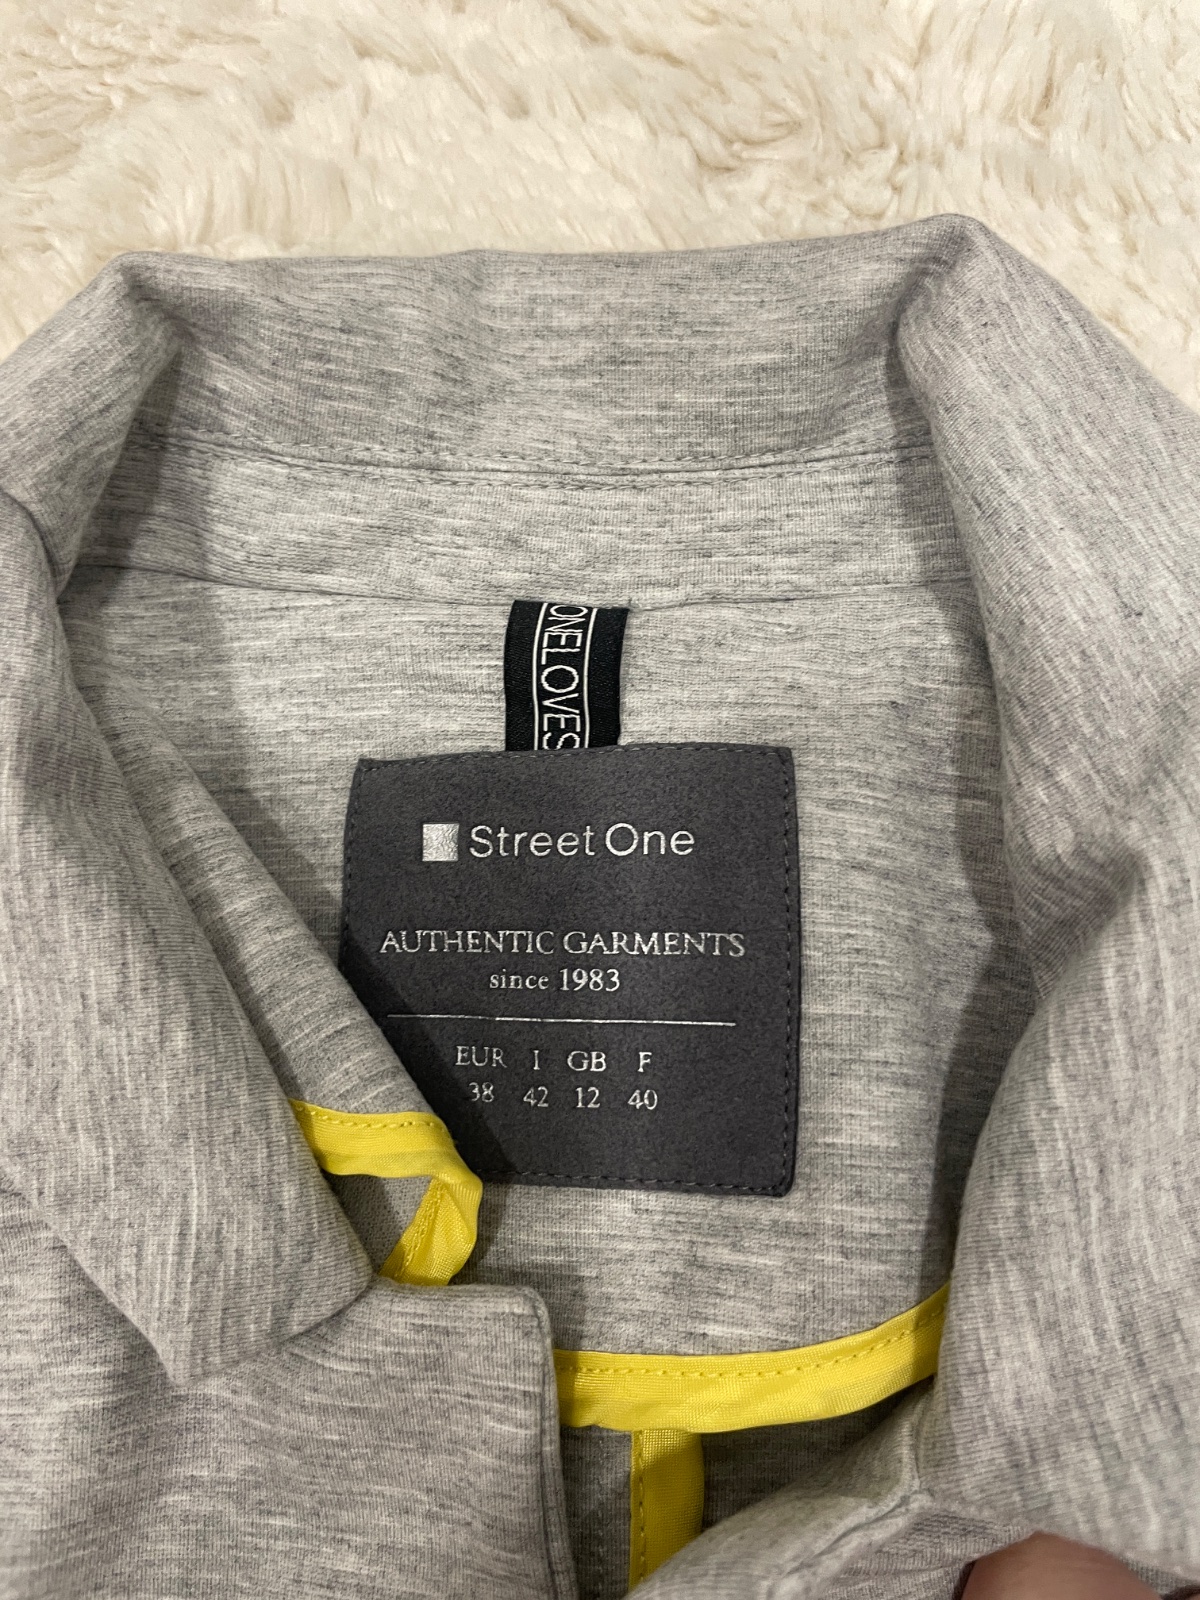 ONELOVES
Street One
AUTHENTIC GARMENTS
since 1983
EUR I GB F
38 42 12 40